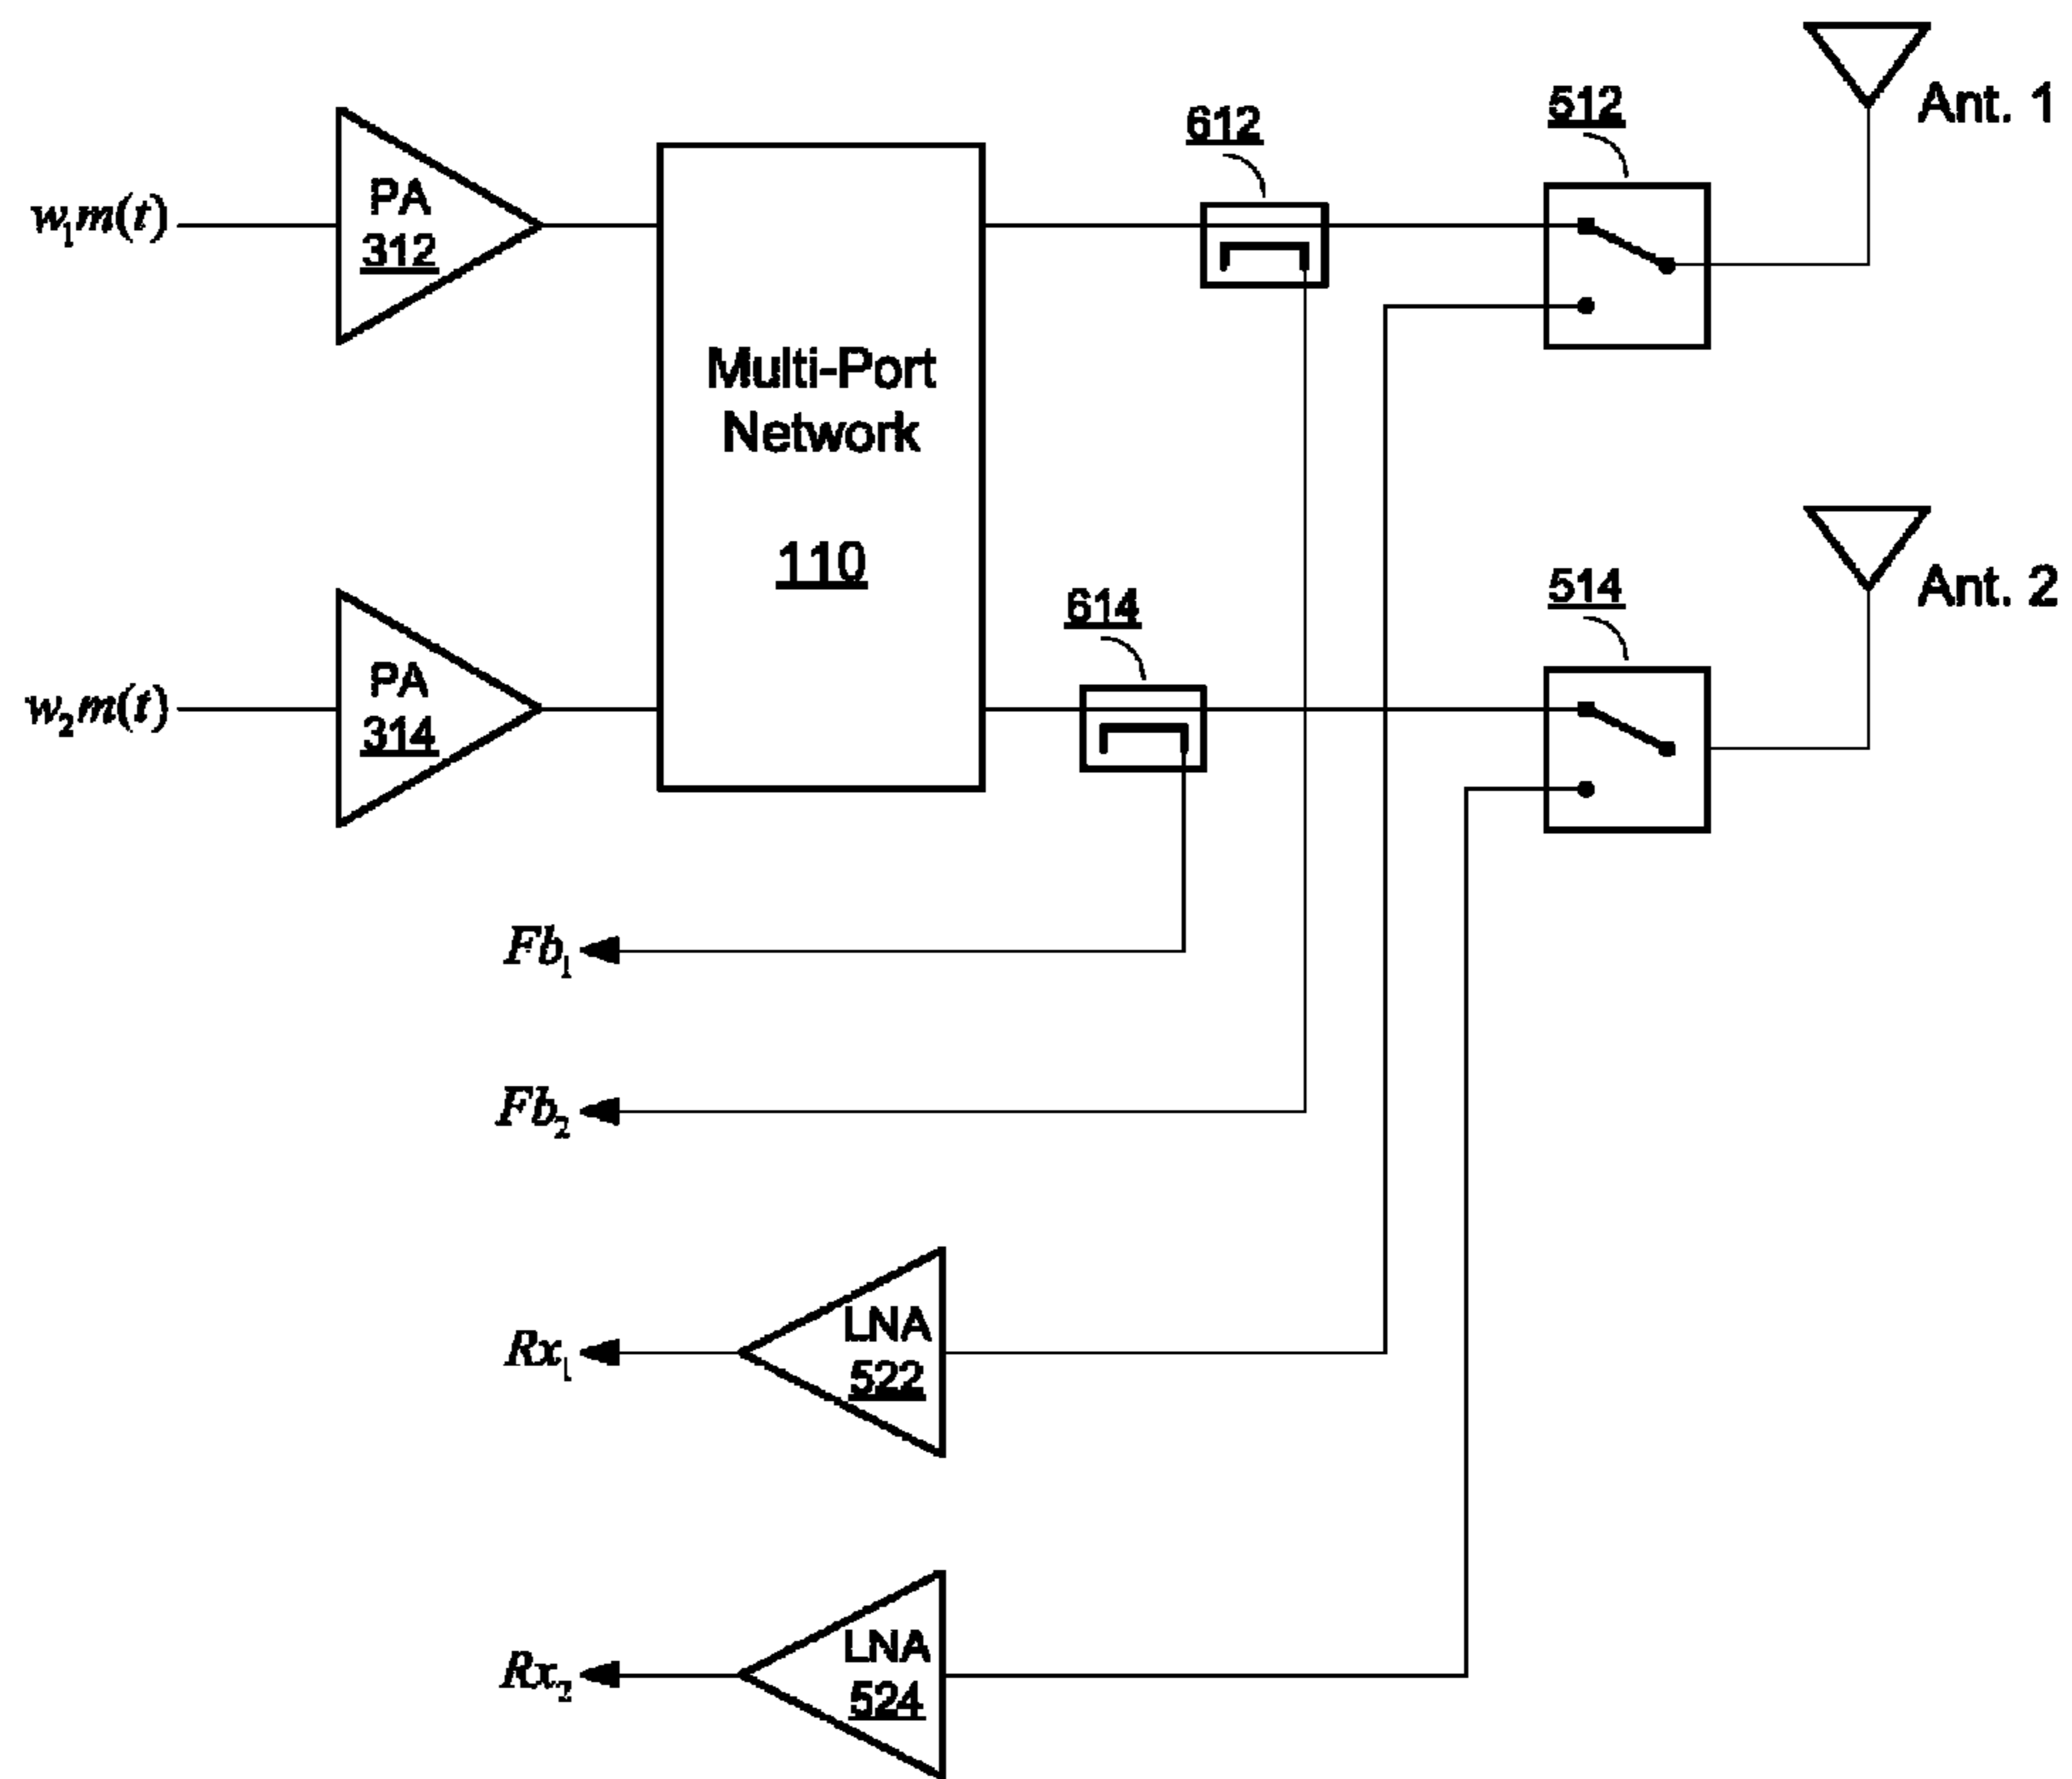 Ant. 1
512
612
PA
312
w₁m(t)
Multi-Port
Network
110
Ant. 2
514
614
PA
314
w₂m(t)
Fb₁
Fb₂
LNA
522
Rx₁
LNA
524
Rx₂